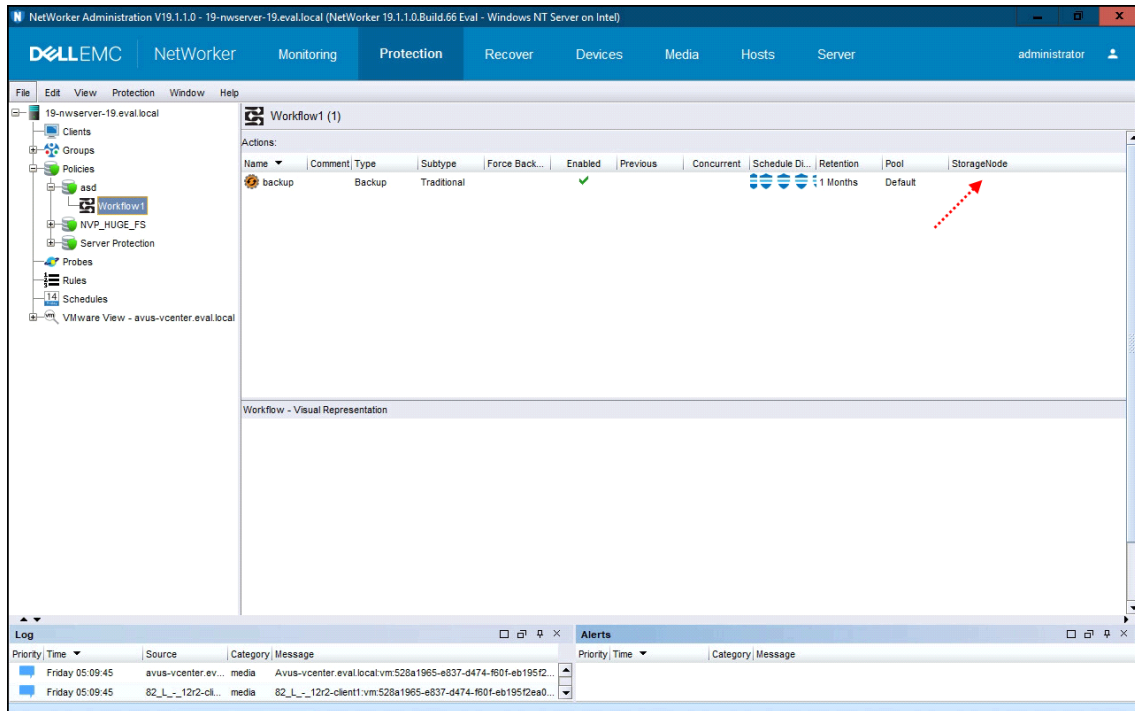 NetWorker Administration V19.1.1.0 - 19-nwserver-19.eval.local (NetWorker 19.1.1.0.Build.66 Eval - Windows NT Server on Intel)
DELLEMC NetWorker Monitoring Protection Recover Devices Media Hosts Server administrator
File Edit View Protection Window Help
19-nwserver-19.eval.local
Clients
Groups
Policies
asd
Workflow1
NVP_HUGE_FS
Server Protection
Probes
Rules
14 Schedules
vm VMware View - avus-vcenter.eval.local
Workflow1 (1)
Actions:
Name Comment Type Subtype Force Back... Enabled Previous Concurrent Schedule Di... Retention Pool StorageNode
backup Backup Traditional 1 Months Default
Workflow - Visual Representation
Log
Priority Time Source Category Message
Friday 05:09:45 avus-vcenter.ev... media Avus-vcenter.eval.local:vm:528a1965-e837-d474-f60f-eb195f2...
Friday 05:09:45 82_L_-_12r2-cli... media 82_L_-_12r2-client1:vm:528a1965-e837-d474-f60f-eb195f2ea0...
Alerts
Priority Time Category Message